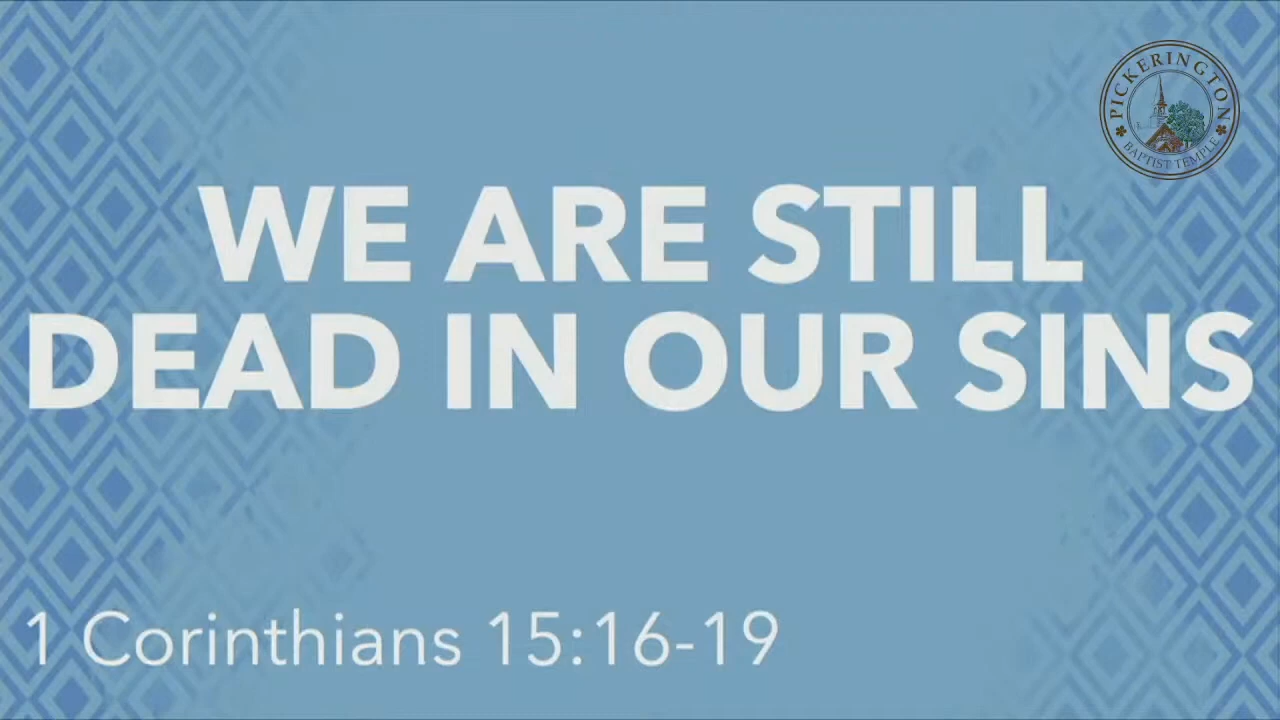 PICKERINGTON
BAPTIST TEMPLE
WE ARE STILL
DEAD IN OUR SINS
1 Corinthians 15:16-19